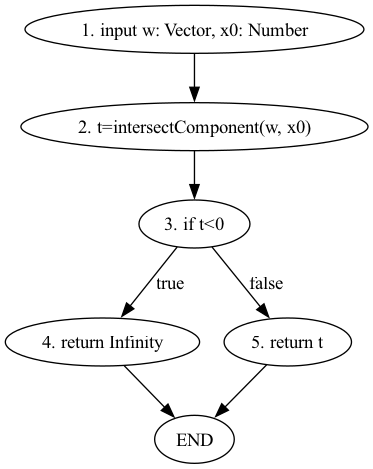 1. input w: Vector, x0: Number
2. t=intersectComponent(w, x0)
3. if t<0
true
false
4. return Infinity
5. return t
END